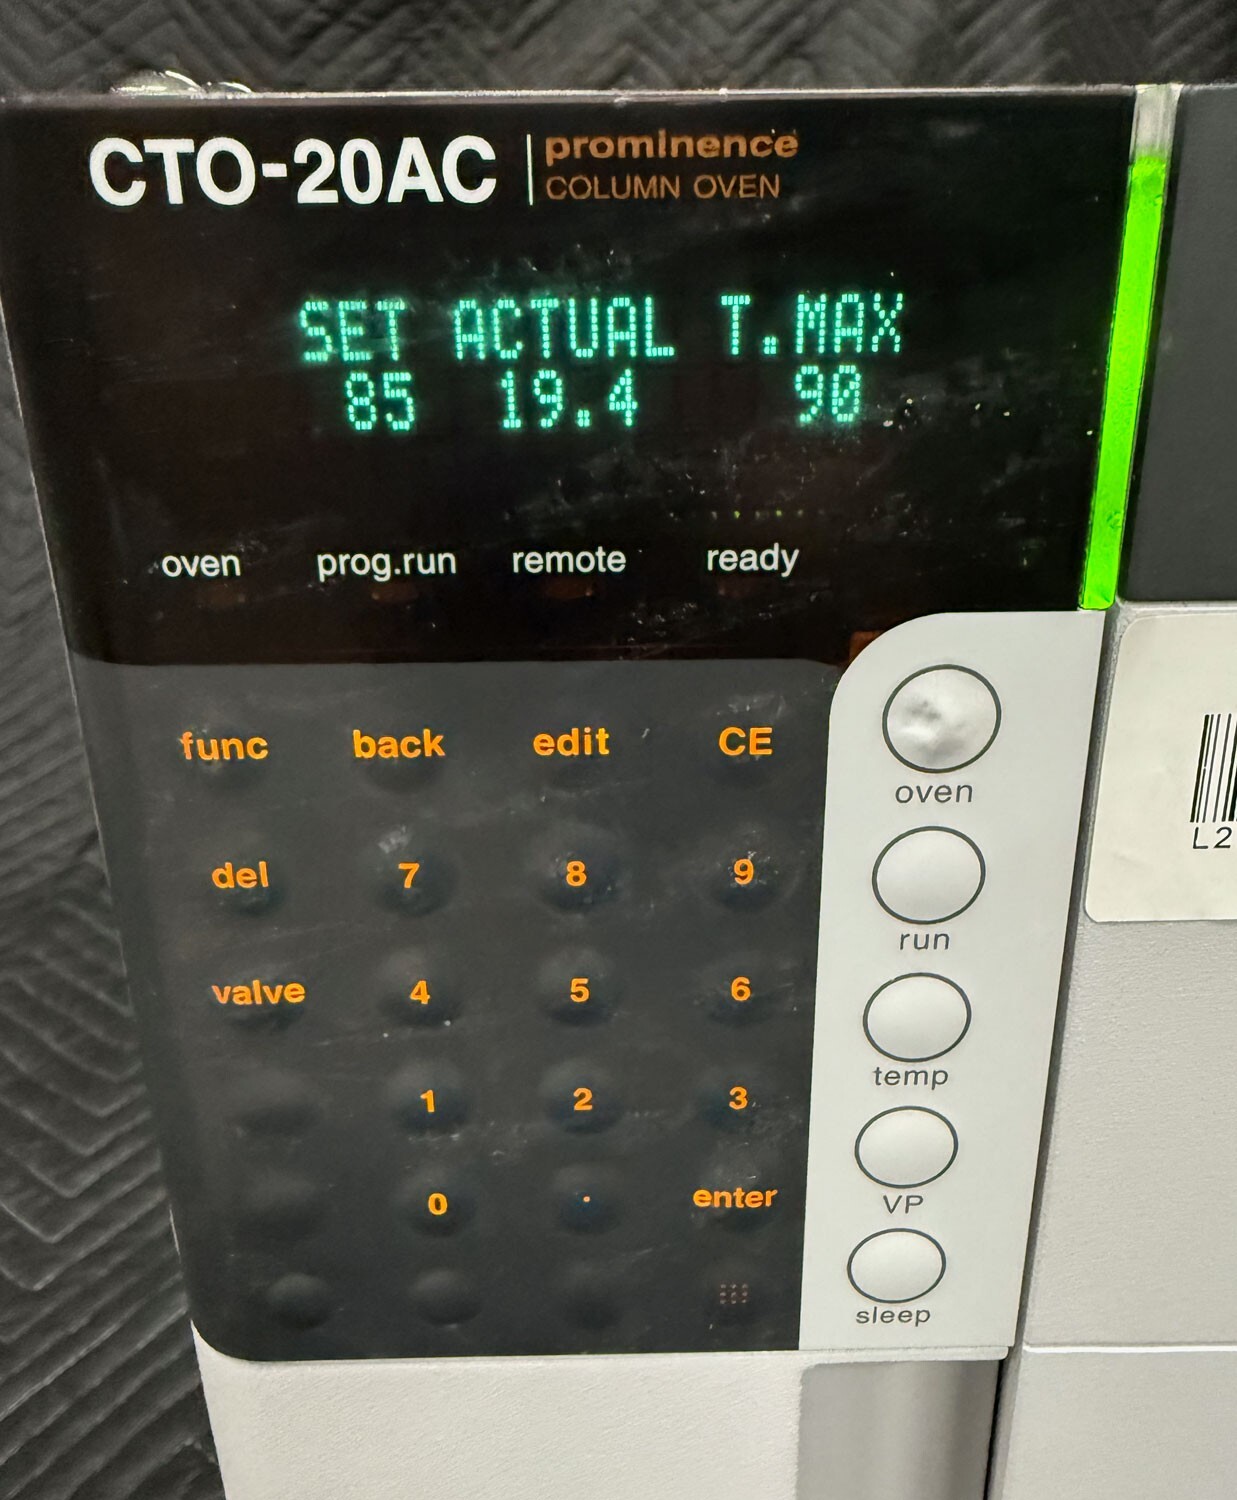 CTO-20AC
prominence
COLUMN OVEN
SET ACTUAL T.MAX
85 19.4 90
oven prog.run remote ready
func back edit CE
del 7 8 9
valve 4 5 6
1 2 3
0 . enter
oven
run
temp
VP
sleep
L2